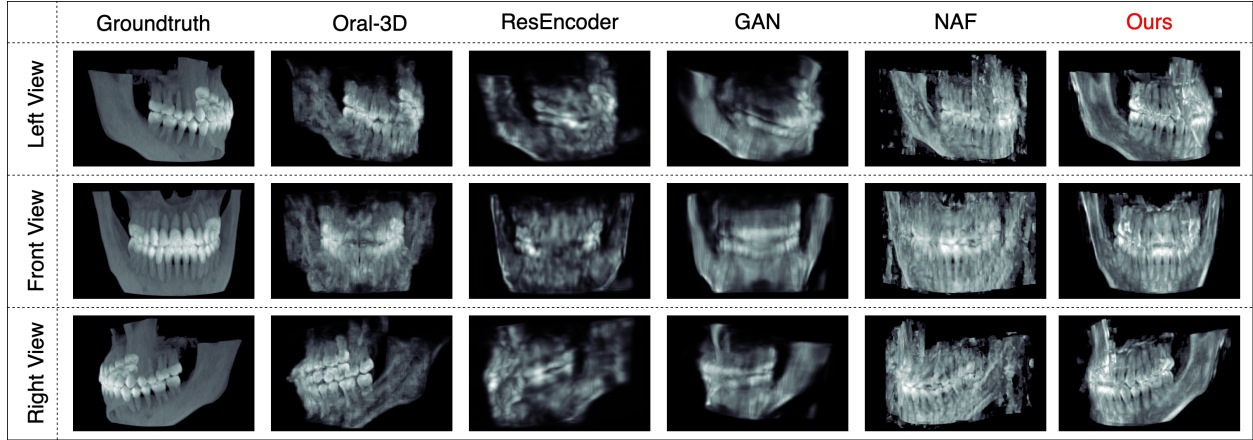 Groundtruth Oral-3D ResEncoder GAN NAF Ours
Left View
Front View
Right View